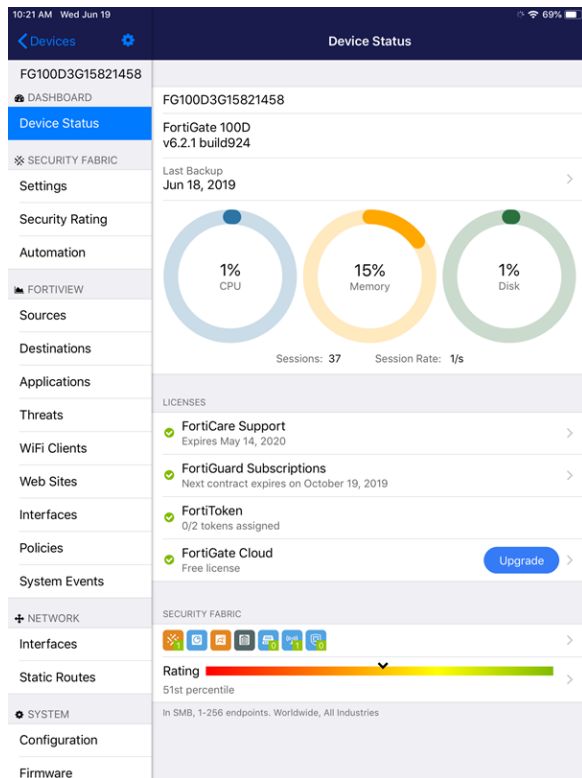 10:21 AM Wed Jun 19
69%
Devices
Device Status
FG100D3G15821458
DASHBOARD
Device Status
SECURITY FABRIC
Settings
Security Rating
Automation
FORTIVIEW
Sources
Destinations
Applications
Threats
WiFi Clients
Web Sites
Interfaces
Policies
System Events
NETWORK
Interfaces
Static Routes
SYSTEM
Configuration
Firmware
FG100D3G15821458
FortiGate 100D
v6.2.1 build924
Last Backup
Jun 18, 2019
1%
CPU
15%
Memory
1%
Disk
Sessions: 37 Session Rate: 1/s
LICENSES
FortiCare Support
Expires May 14, 2020
FortiGuard Subscriptions
Next contract expires on October 19, 2019
FortiToken
0/2 tokens assigned
FortiGate Cloud
Free license
Upgrade
SECURITY FABRIC
1 0 1 0
Rating
51st percentile
In SMB, 1-256 endpoints. Worldwide, All Industries